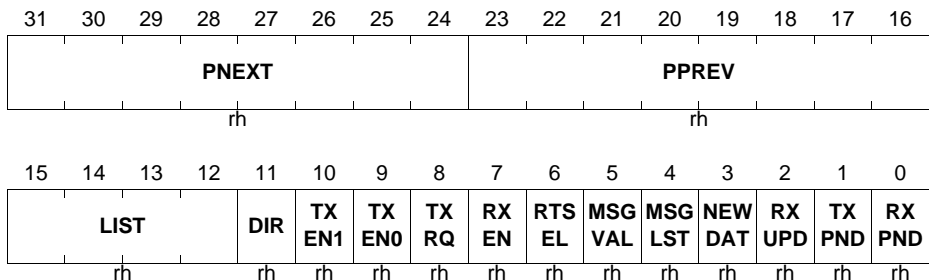 31 30 29 28 27 26 25 24 23 22 21 20 19 18 17 16
PNEXT PPREV
rh rh
15 14 13 12 11 10 9 8 7 6 5 4 3 2 1 0
LIST DIR TX EN1 TX EN0 TX RQ RX EN RTS EL MSG VAL MSG LST NEW DAT RX UPD TX PND RX PND
rh rh rh rh rh rh rh rh rh rh rh rh rh